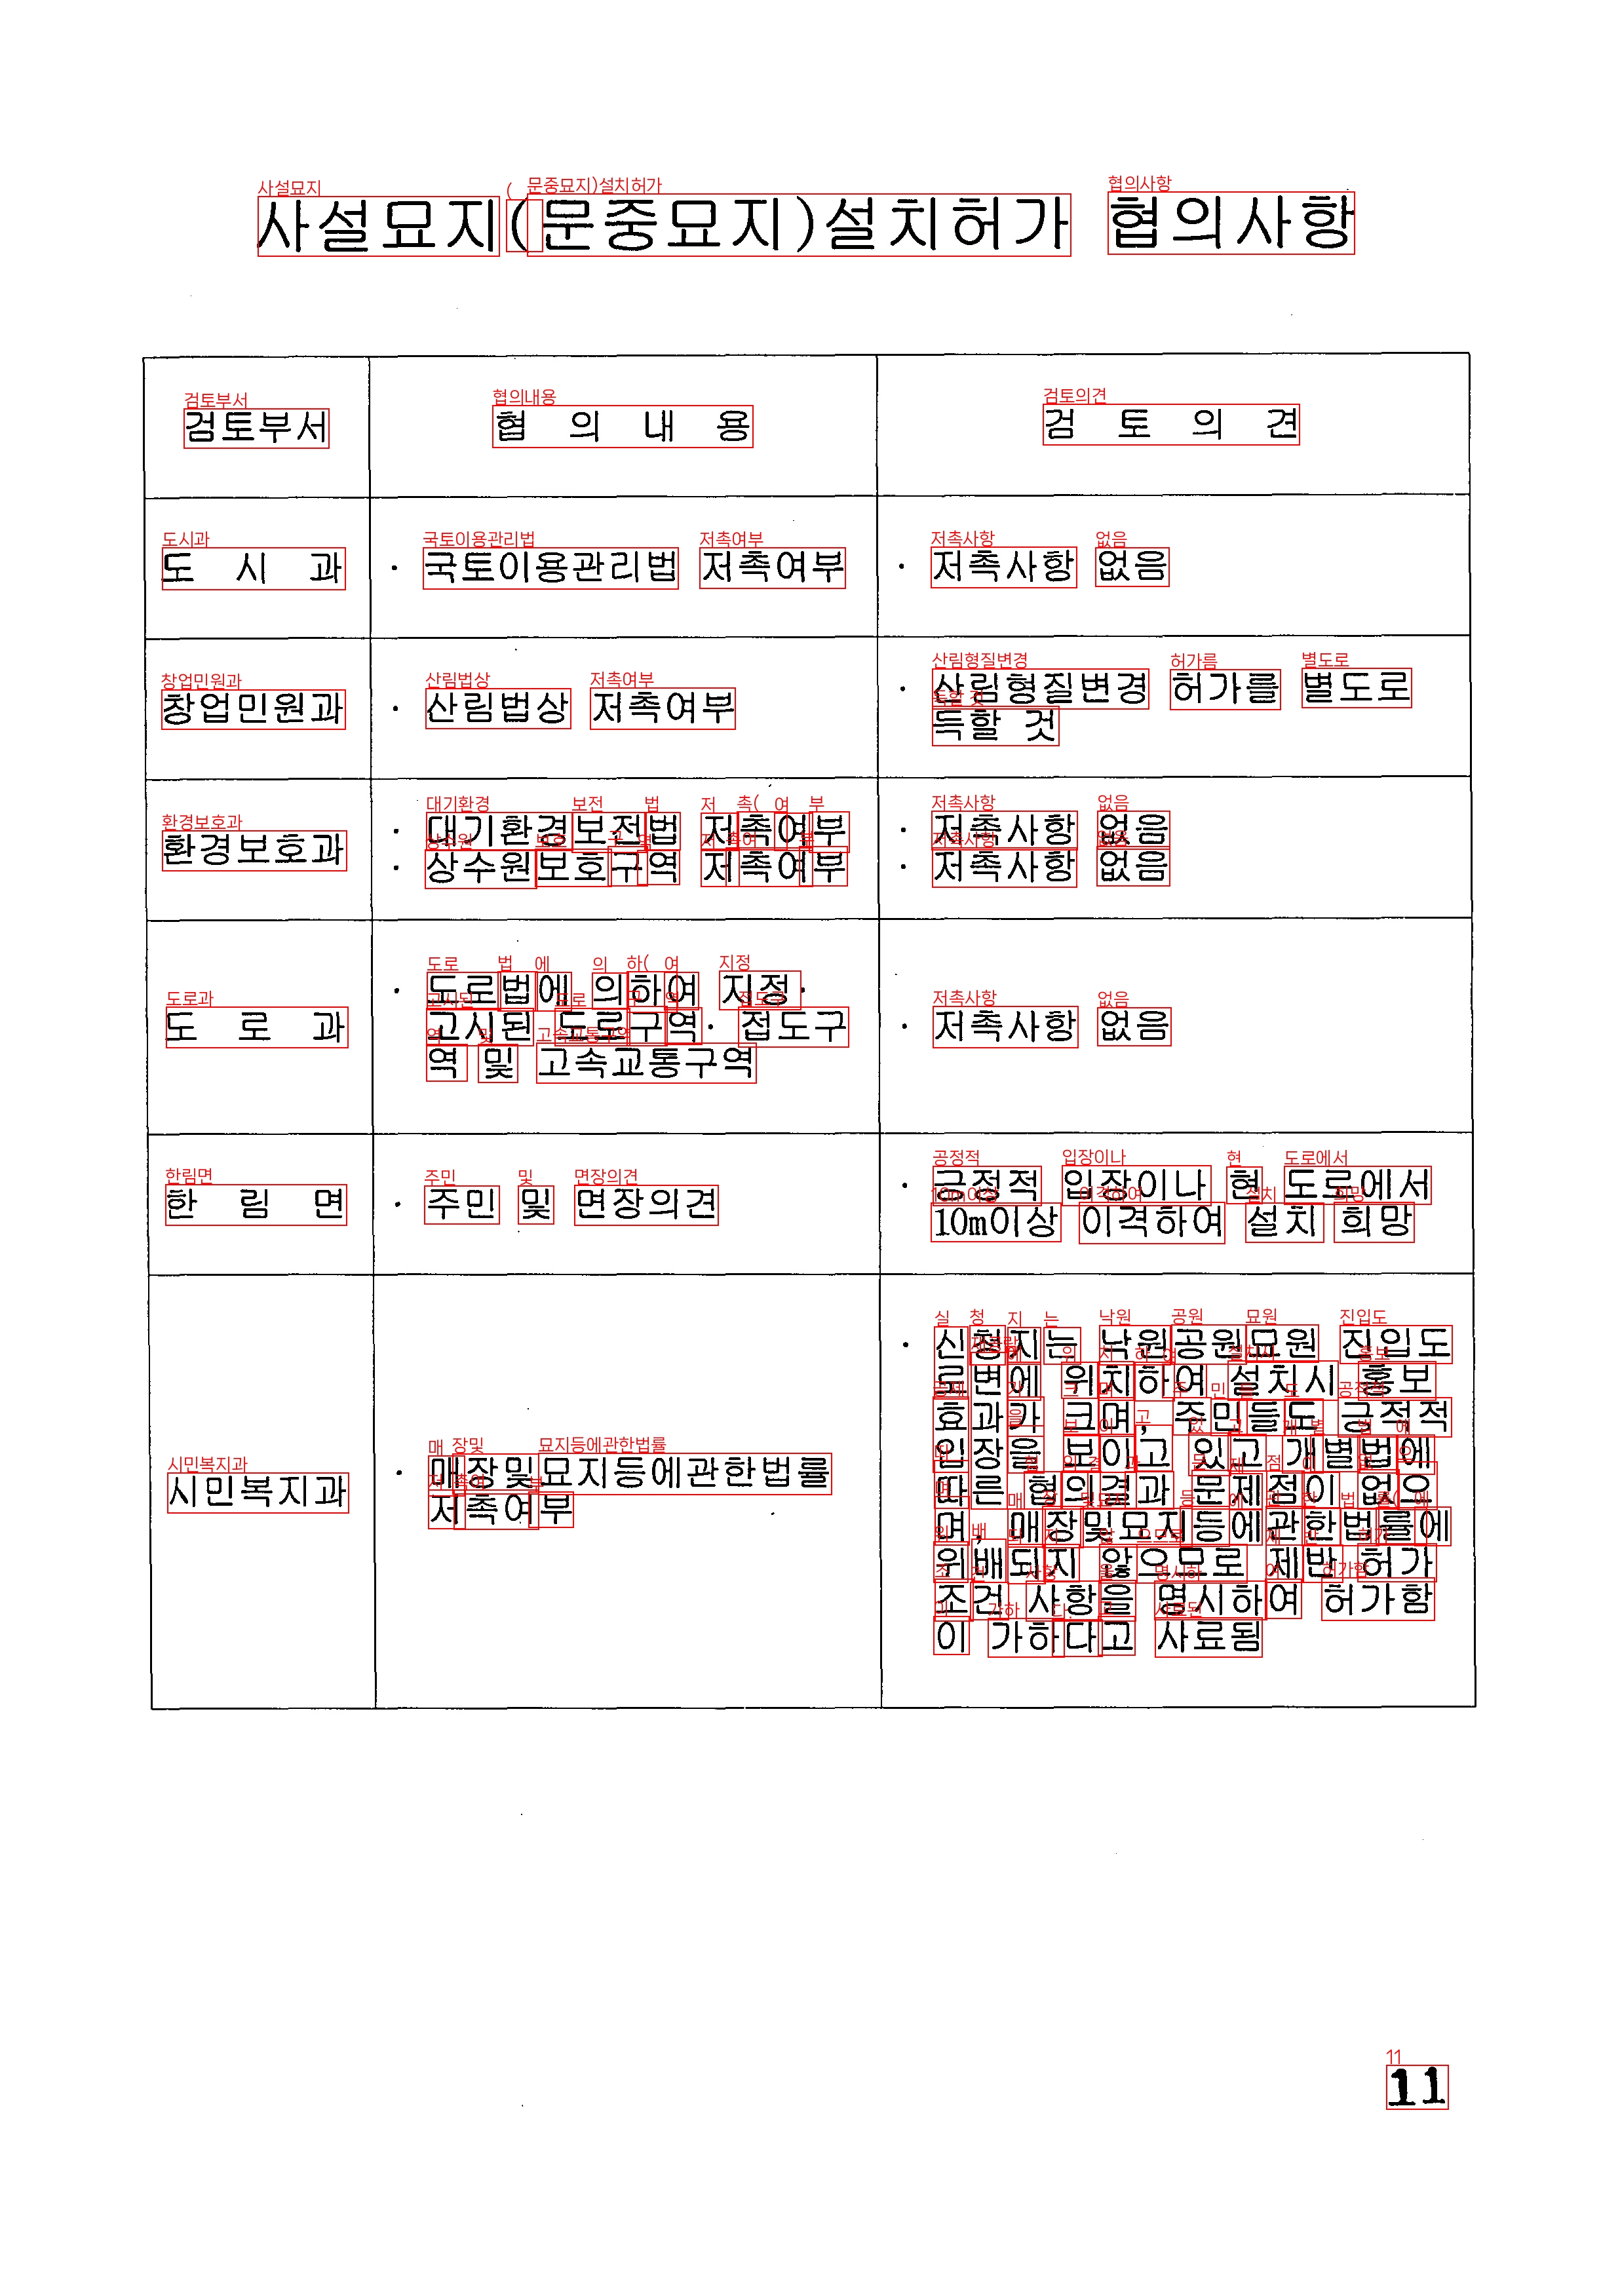 사설묘지(문중묘지)설치허가 협의사항
검토부서 협 의 내 용 검 토 의 견
도 시 과 · 국토이용관리법 저촉여부 · 저촉사항 없음
창업민원과 · 산림법상 저촉여부 · 산림형질변경 허가를 별도로
득할 것
환경보호과 · 대기환경보전법 저촉여부 · 저촉사항 없음
· 상수원보호구역 저촉여부 · 저촉사항 없음
도 로 과 · 도로법에 의하여 지정· · 저촉사항 없음
고시된 도로구역· 접도구
역 및 고속교통구역
한 림 면 · 주민 및 면장의견 · 긍정적 입장이나 현 도로에서
10m이상 이격하여 설치 희망
시민복지과 · 매장및묘지등에관한법률
저촉여부
· 신청지는 낙원공원묘원 진입도
로변에 위치하여 설치시 홍보
효과가 크며, 주민들도 긍정적
입장을 보이고 있고 개별법에
따른 협의결과 문제점이 없으
며, 매장및묘지등에관한법률에
위배되지 않으므로 제반 허가
조건 사항을 명시하여 허가함
이 가하다고 사료됨
11